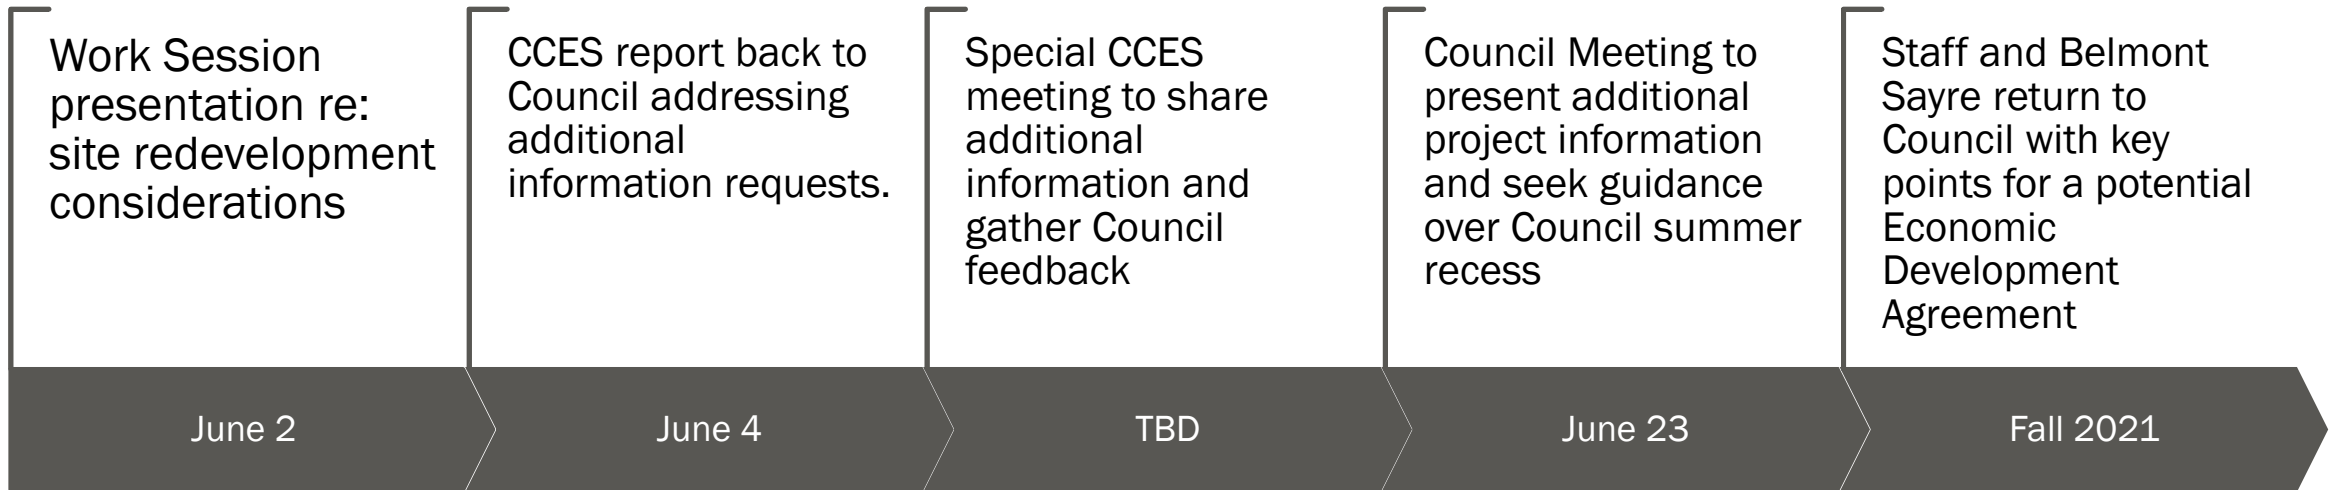 Work Session
presentation re:
site redevelopment
considerations
CCES report back to
Council addressing
additional
information requests.
Special CCES
meeting to share
additional
information and
gather Council
feedback
Council Meeting to
present additional
project information
and seek guidance
over Council summer
recess
Staff and Belmont
Sayre return to
Council with key
points for a potential
Economic
Development
Agreement
June 2
June 4
TBD
June 23
Fall 2021